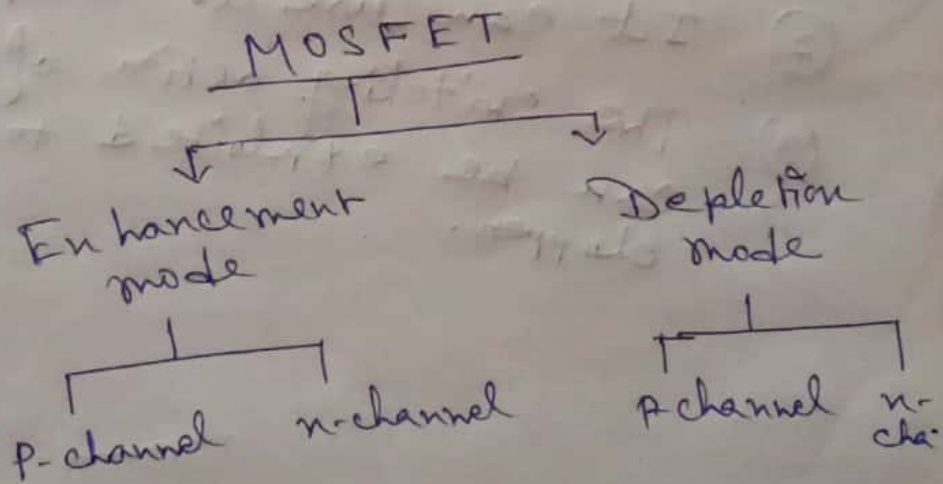 MOSFET
Enhancement Depletion
mode mode
p-channel n-channel p channel n-
cha.